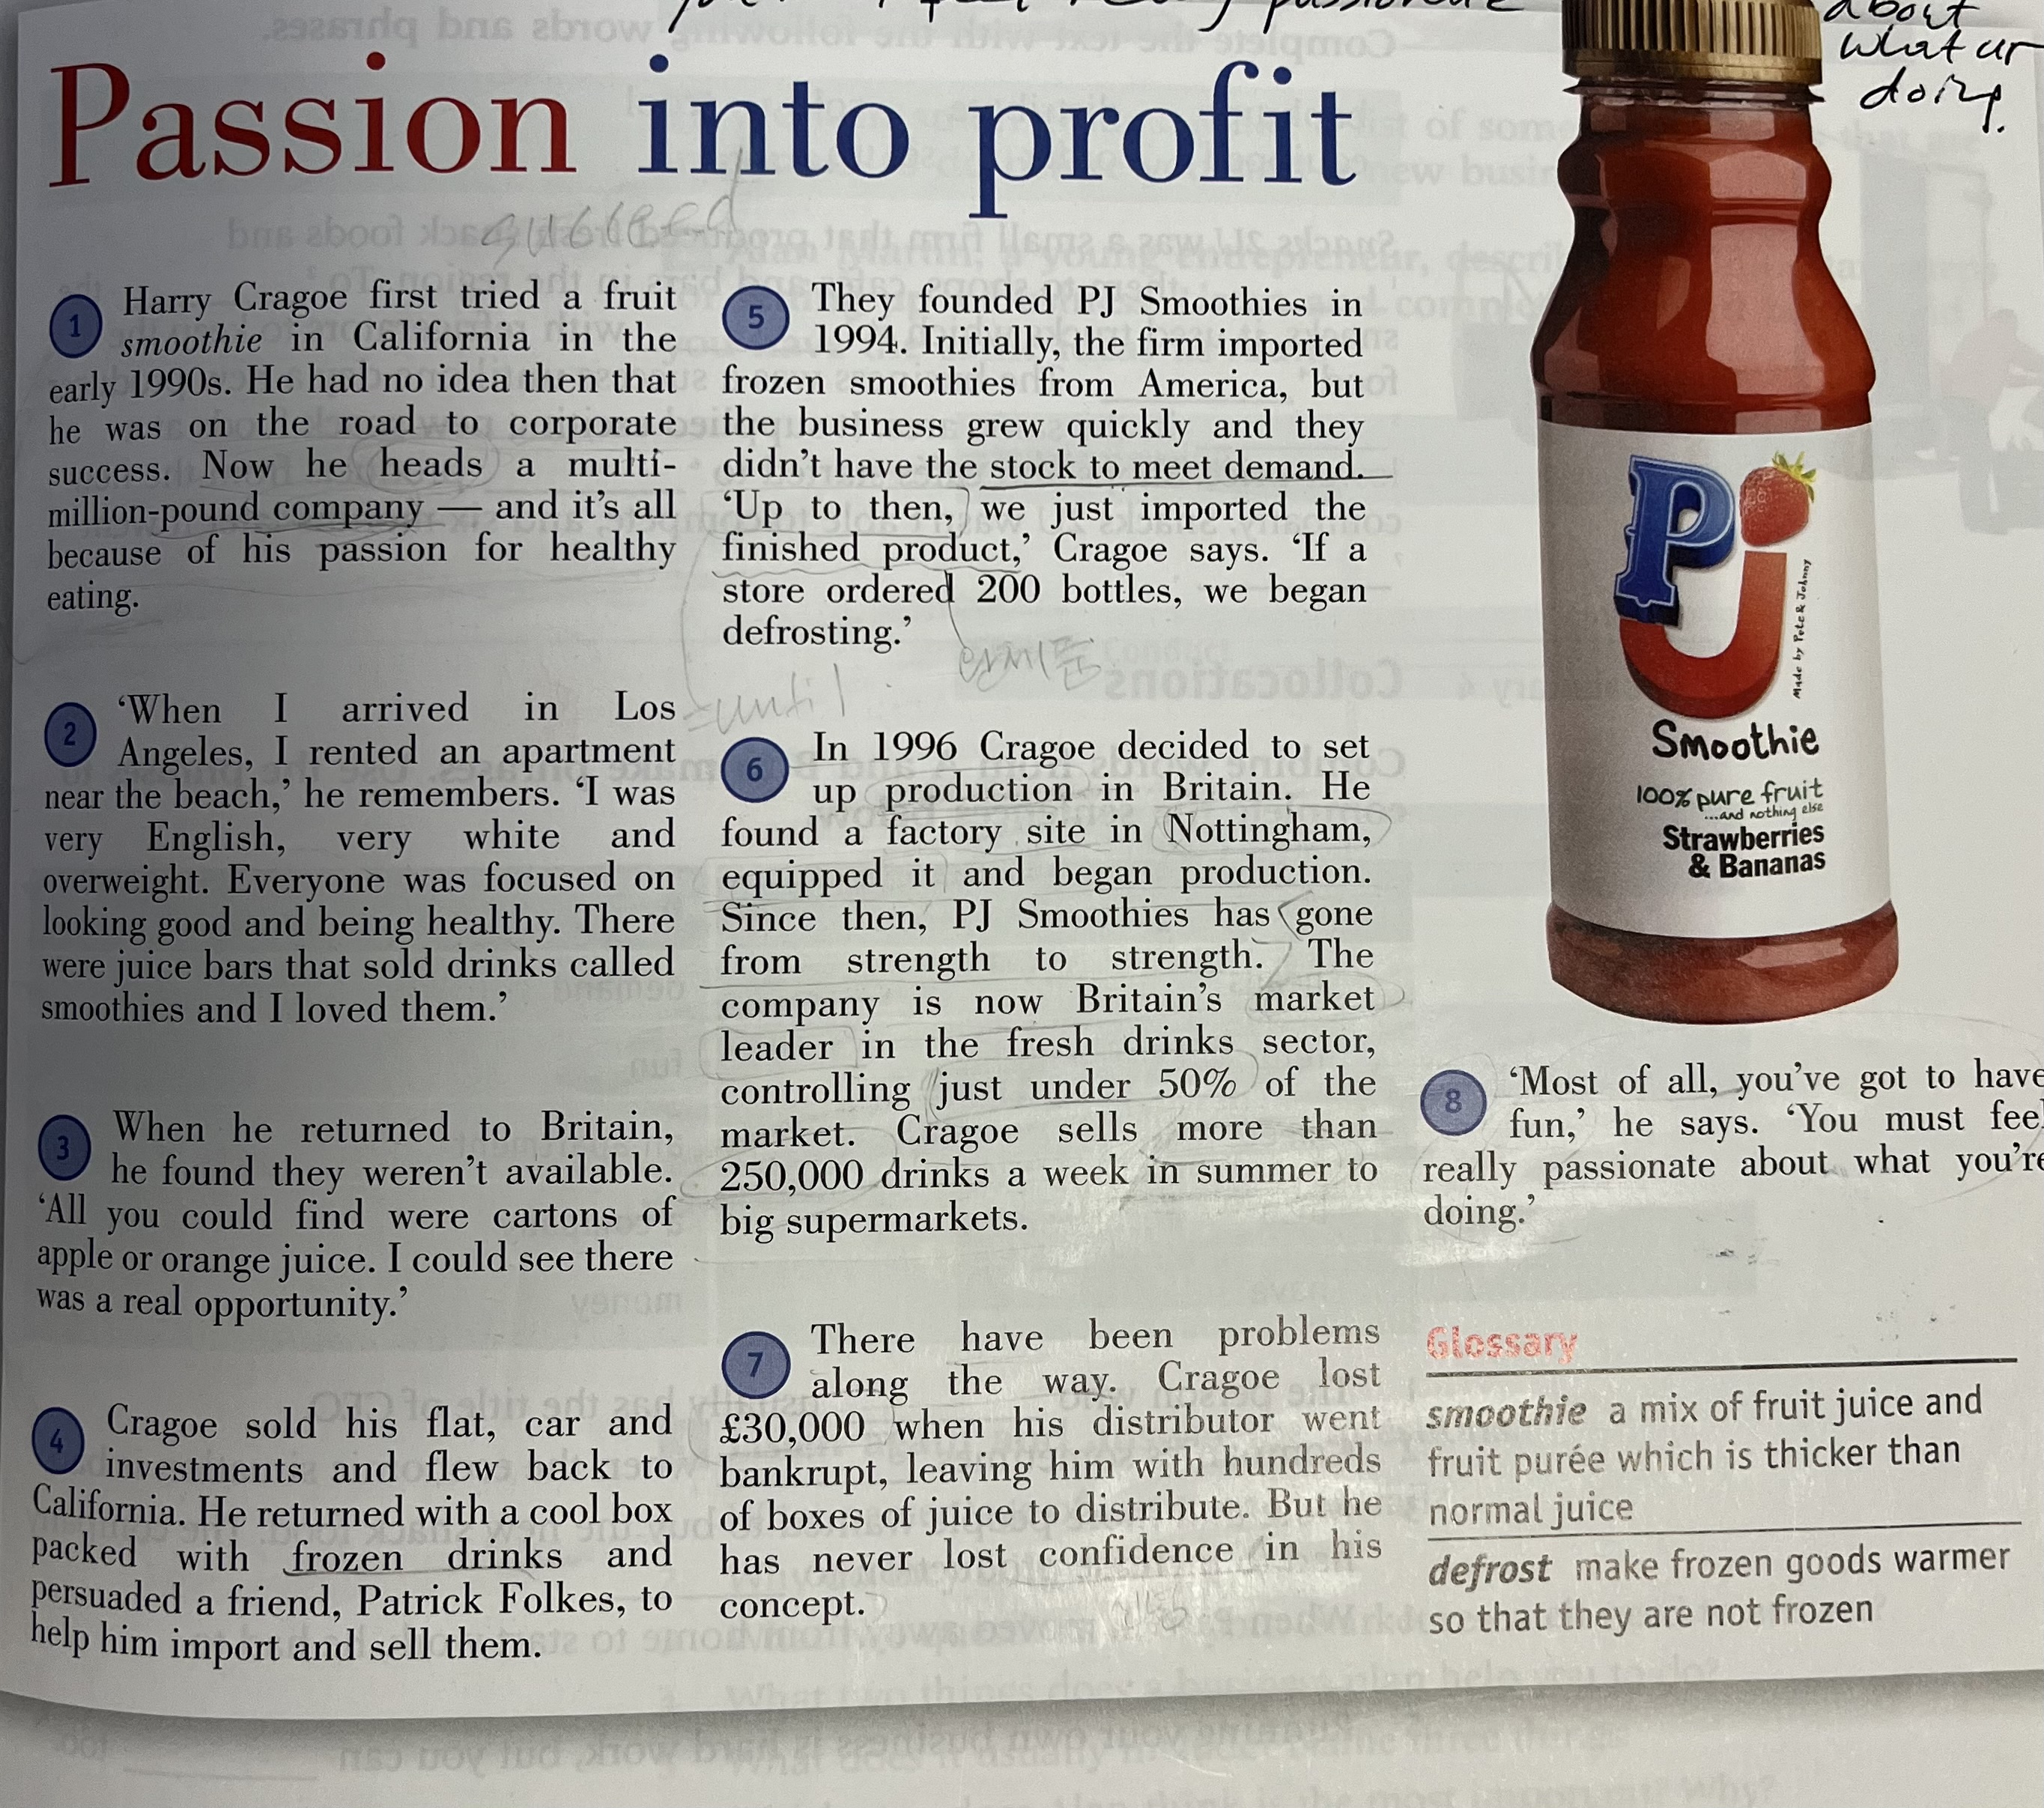 passionate
about
what ur
doing.
Passion into profit
1
Harry Cragoe first tried a fruit
smoothie in California in the
early 1990s. He had no idea then that
he was on the road to corporate
success. Now he heads a multi-
million-pound company — and it's all
because of his passion for healthy
eating.
2
‘When I arrived in Los
Angeles, I rented an apartment
near the beach,’ he remembers. ‘I was
very English, very white and
overweight. Everyone was focused on
looking good and being healthy. There
were juice bars that sold drinks called
smoothies and I loved them.’
3
When he returned to Britain,
he found they weren't available.
‘All you could find were cartons of
apple or orange juice. I could see there
was a real opportunity.’
4
Cragoe sold his flat, car and
investments and flew back to
California. He returned with a cool box
packed with frozen drinks and
persuaded a friend, Patrick Folkes, to
help him import and sell them.
5
They founded PJ Smoothies in
1994. Initially, the firm imported
frozen smoothies from America, but
the business grew quickly and they
didn't have the stock to meet demand.
‘Up to then, we just imported the
finished product,’ Cragoe says. ‘If a
store ordered 200 bottles, we began
defrosting.’
=until
완제품
6
In 1996 Cragoe decided to set
up production in Britain. He
found a factory site in Nottingham,
equipped it and began production.
Since then, PJ Smoothies has gone
from strength to strength. The
company is now Britain's market
leader in the fresh drinks sector,
controlling just under 50% of the
market. Cragoe sells more than
250,000 drinks a week in summer to
big supermarkets.
7
There have been problems
along the way. Cragoe lost
£30,000 when his distributor went
bankrupt, leaving him with hundreds
of boxes of juice to distribute. But he
has never lost confidence in his
concept.
PJ
Made by Pete & Johnny
Smoothie
100% pure fruit
...and nothing else
Strawberries
& Bananas
8
‘Most of all, you've got to have
fun,’ he says. ‘You must feel
really passionate about what you're
doing.’
Glossary
smoothie a mix of fruit juice and
fruit purée which is thicker than
normal juice
defrost make frozen goods warmer
so that they are not frozen